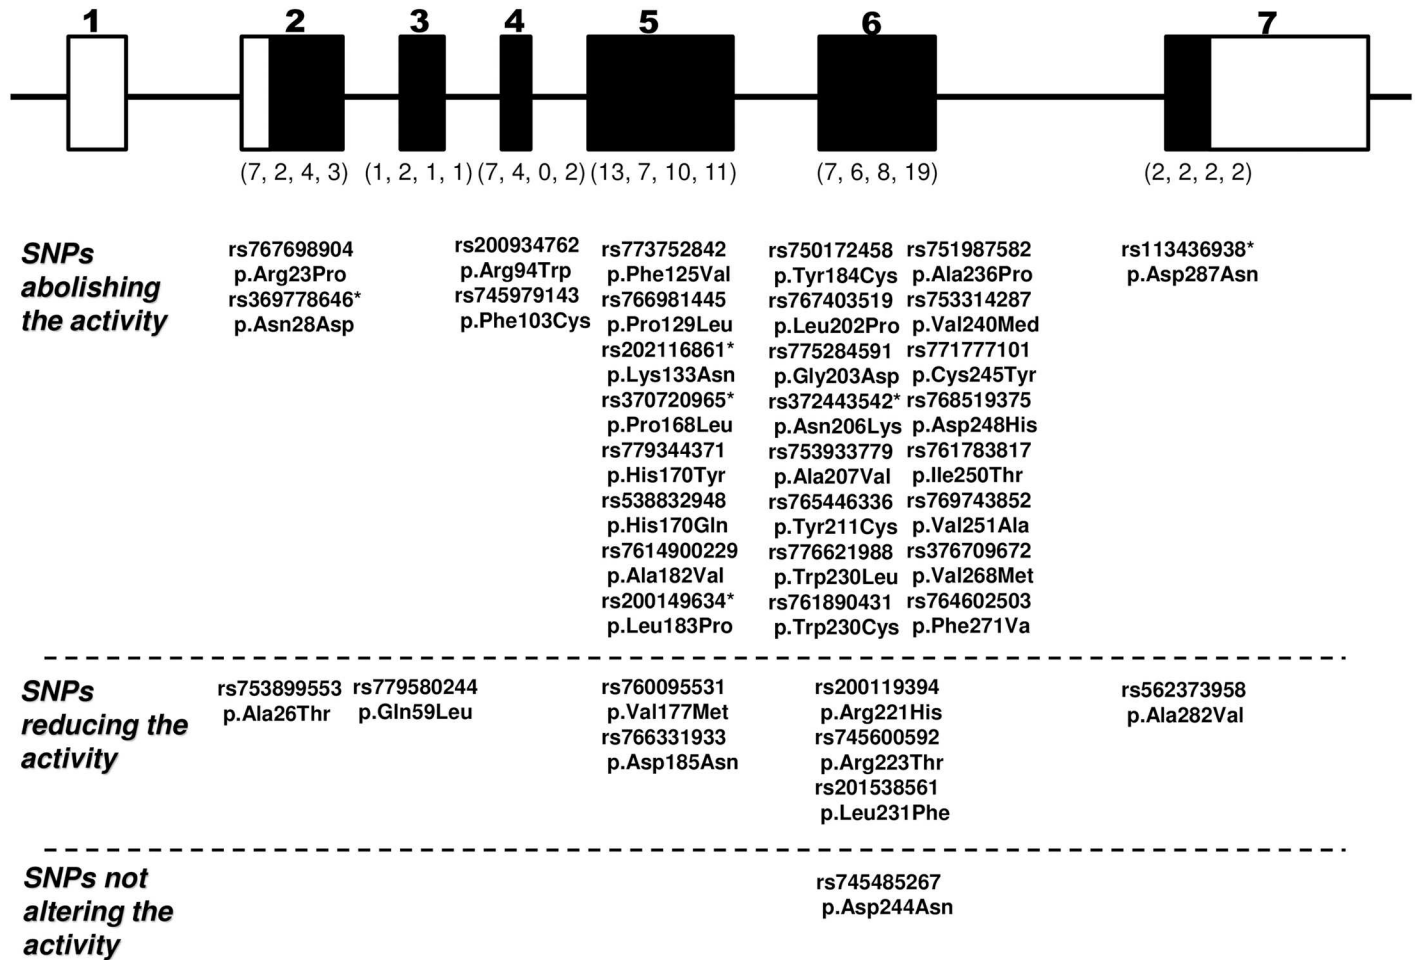 1 2 3 4 5 6 7
(7, 2, 4, 3) (1, 2, 1, 1) (7, 4, 0, 2) (13, 7, 10, 11) (7, 6, 8, 19) (2, 2, 2, 2)
SNPs
abolishing
the activity
rs767698904
p.Arg23Pro
rs369778646*
p.Asn28Asp
rs200934762
p.Arg94Trp
rs745979143
p.Phe103Cys
rs773752842
p.Phe125Val
rs766981445
p.Pro129Leu
rs202116861*
p.Lys133Asn
rs370720965*
p.Pro168Leu
rs779344371
p.His170Tyr
rs538832948
p.His170Gln
rs7614900229
p.Ala182Val
rs200149634*
p.Leu183Pro
rs750172458
p.Tyr184Cys
rs767403519
p.Leu202Pro
rs775284591
p.Gly203Asp
rs372443542*
p.Asn206Lys
rs753933779
p.Ala207Val
rs765446336
p.Tyr211Cys
rs776621988
p.Trp230Leu
rs761890431
p.Trp230Cys
rs751987582
p.Ala236Pro
rs753314287
p.Val240Med
rs771777101
p.Cys245Tyr
rs768519375
p.Asp248His
rs761783817
p.Ile250Thr
rs769743852
p.Val251Ala
rs376709672
p.Val268Met
rs764602503
p.Phe271Va
rs113436938*
p.Asp287Asn
SNPs
reducing the
activity
rs753899553
p.Ala26Thr
rs779580244
p.Gln59Leu
rs760095531
p.Val177Met
rs766331933
p.Asp185Asn
rs200119394
p.Arg221His
rs745600592
p.Arg223Thr
rs201538561
p.Leu231Phe
rs562373958
p.Ala282Val
SNPs not
altering the
activity
rs745485267
p.Asp244Asn